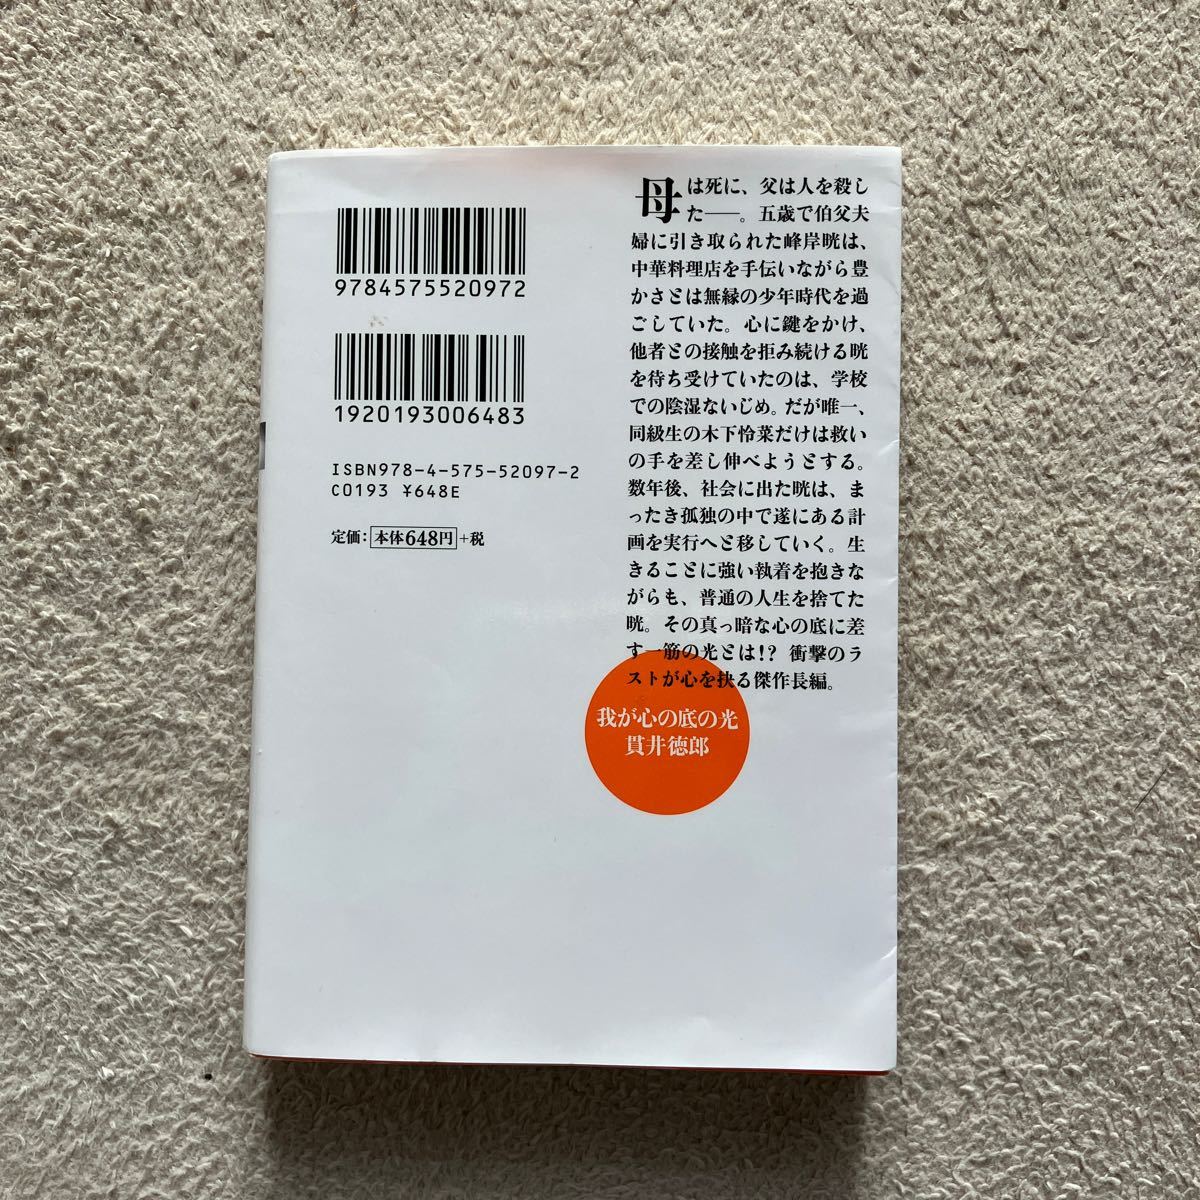 9784575520972
1920193006483
ISBN978-4-575-52097-2
C0193 ¥648E
定価：本体648円+税
母は死に、父は人を殺し
た──。五歳で伯父夫
婦に引き取られた峰岸晄は、
中華料理店を手伝いながら豊
かさとは無縁の少年時代を過
ごしていた。心に鍵をかけ、
他者との接触を拒み続ける晄
を待ち受けていたのは、学校
での陰湿ないじめ。だが唯一、
同級生の木下怜菜だけは救い
の手を差し伸べようとする。
数年後、社会に出た晄は、ま
ったき孤独の中で遂にある計
画を実行へと移していく。生
きることに強い執着を抱きな
がらも、普通の人生を捨てた
晄。その真っ暗な心の底に差
す一筋の光とは!? 衝撃のラ
ストが心を抉る傑作長編。
我が心の底の光
貫井徳郎